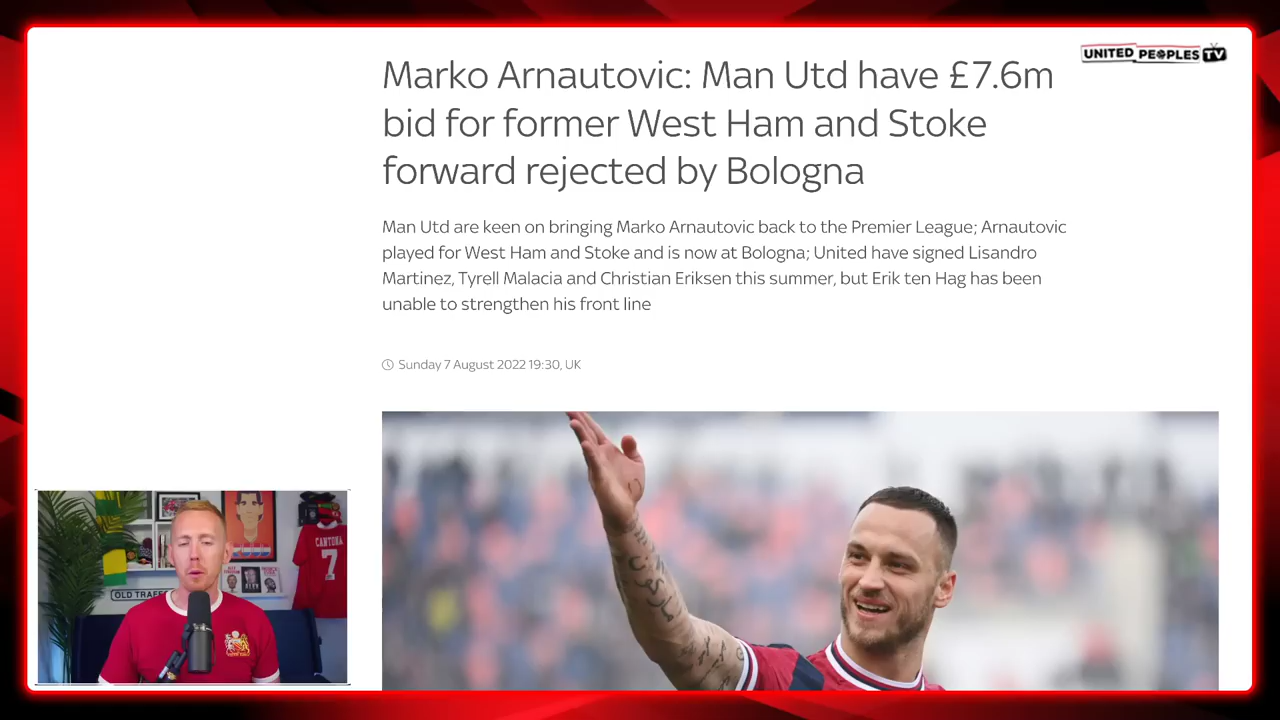 UNITED PEOPLES TV
Marko Arnautovic: Man Utd have £7.6m
bid for former West Ham and Stoke
forward rejected by Bologna
Man Utd are keen on bringing Marko Arnautovic back to the Premier League; Arnautovic
played for West Ham and Stoke and is now at Bologna; United have signed Lisandro
Martinez, Tyrell Malacia and Christian Eriksen this summer, but Erik ten Hag has been
unable to strengthen his front line
Sunday 7 August 2022 19:30, UK
CANTONA
7
OLD TRAFF